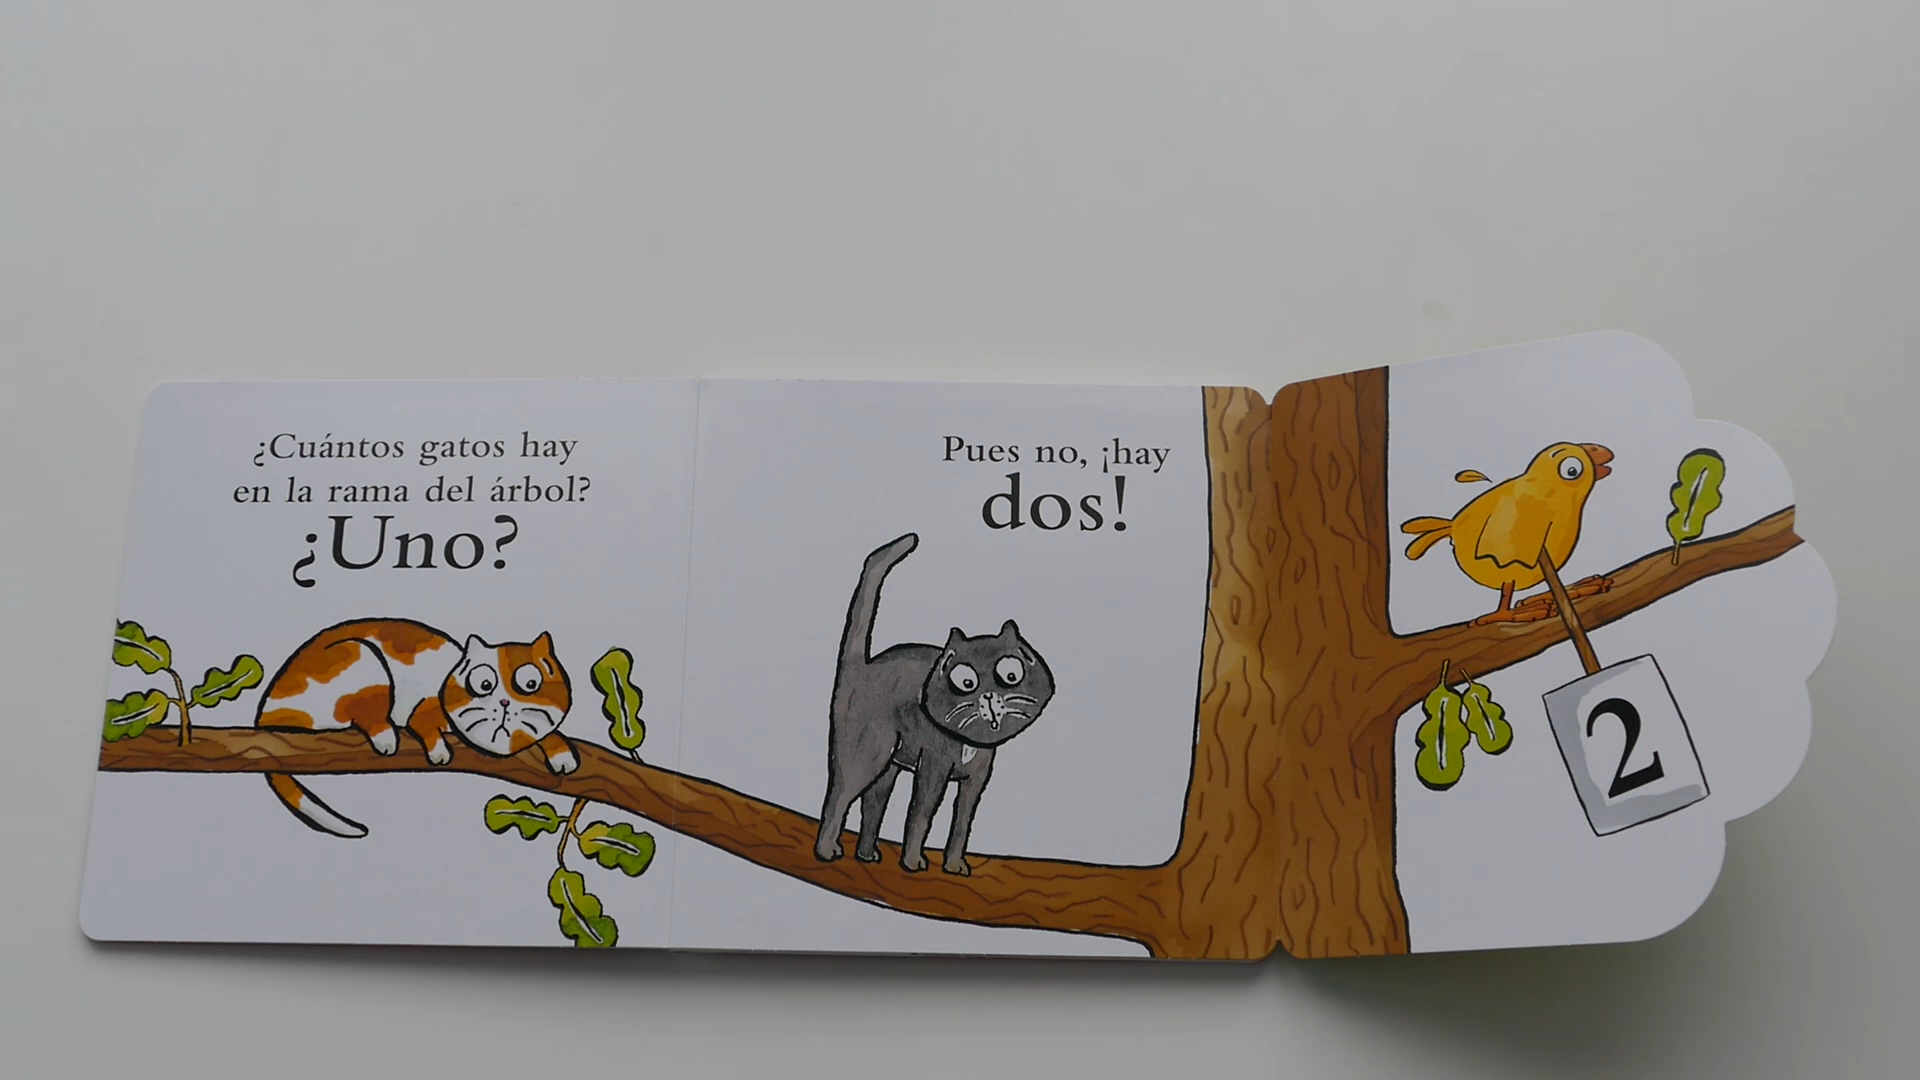 ¿Cuántos gatos hay
en la rama del árbol?
¿Uno?
Pues no, ¡hay
dos!
2